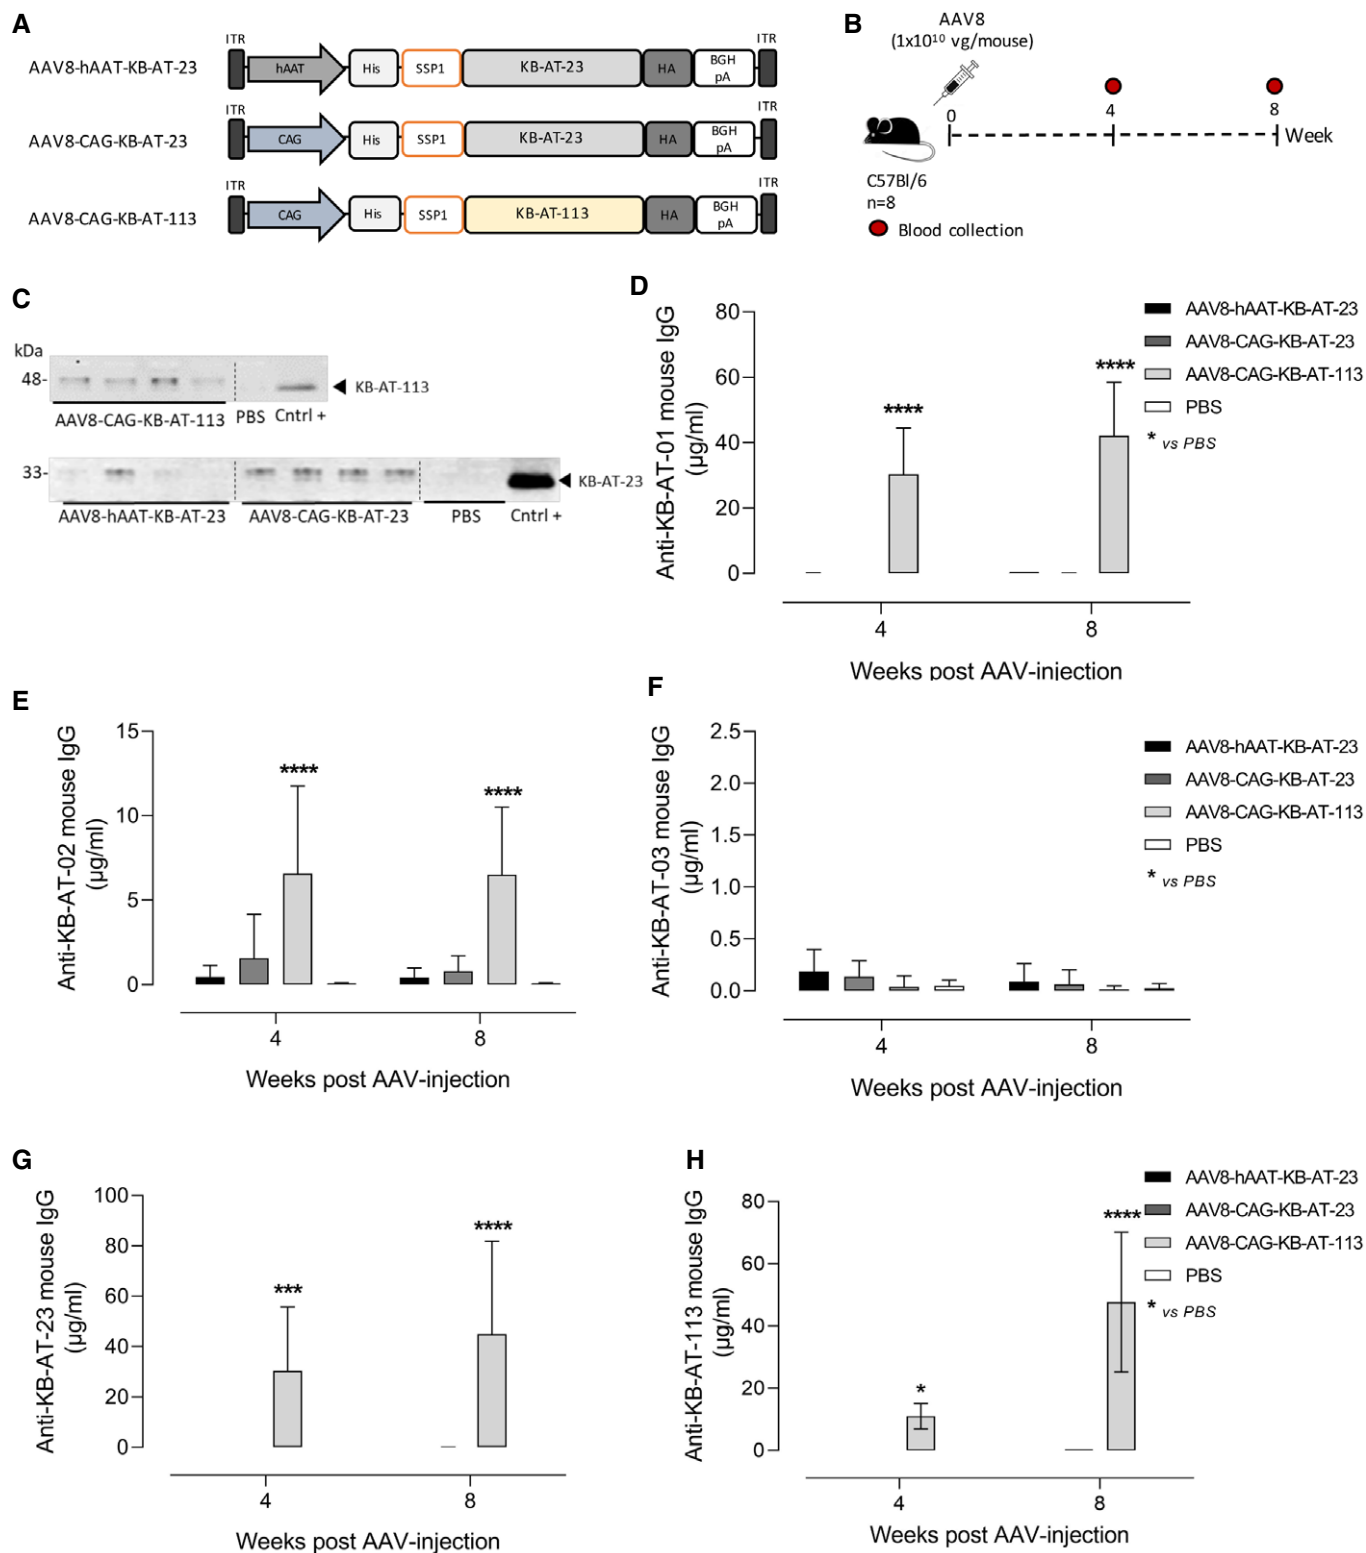 A
ITR
ITR
AAV8-hAAT-KB-AT-23
hAAT
His
SSP1
KB-AT-23
HA
BGH
pA
ITR
ITR
AAV8-CAG-KB-AT-23
CAG
His
SSP1
KB-AT-23
HA
BGH
pA
ITR
ITR
AAV8-CAG-KB-AT-113
CAG
His
SSP1
KB-AT-113
HA
BGH
pA
B
AAV8
(1x10¹⁰ vg/mouse)
0
4
8
Week
C57Bl/6
n=8
Blood collection
C
kDa
48-
KB-AT-113
AAV8-CAG-KB-AT-113 PBS Cntrl +
33-
KB-AT-23
AAV8-hAAT-KB-AT-23 AAV8-CAG-KB-AT-23 PBS Cntrl +
D
Anti-KB-AT-01 mouse IgG
(µg/ml)
80
60
40
20
0
****
****
4
8
Weeks post AAV-injection
AAV8-hAAT-KB-AT-23
AAV8-CAG-KB-AT-23
AAV8-CAG-KB-AT-113
PBS
* vs PBS
E
Anti-KB-AT-02 mouse IgG
(µg/ml)
15
10
5
0
****
****
4
8
Weeks post AAV-injection
F
Anti-KB-AT-03 mouse IgG
(µg/ml)
2.5
2.0
1.5
1.0
0.5
0.0
4
8
Weeks post AAV-injection
AAV8-hAAT-KB-AT-23
AAV8-CAG-KB-AT-23
AAV8-CAG-KB-AT-113
PBS
* vs PBS
G
Anti-KB-AT-23 mouse IgG
(µg/ml)
100
80
60
40
20
0
***
****
4
8
Weeks post AAV-injection
H
Anti-KB-AT-113 mouse IgG
(µg/ml)
80
60
40
20
0
*
****
4
8
Weeks post AAV-injection
AAV8-hAAT-KB-AT-23
AAV8-CAG-KB-AT-23
AAV8-CAG-KB-AT-113
PBS
* vs PBS